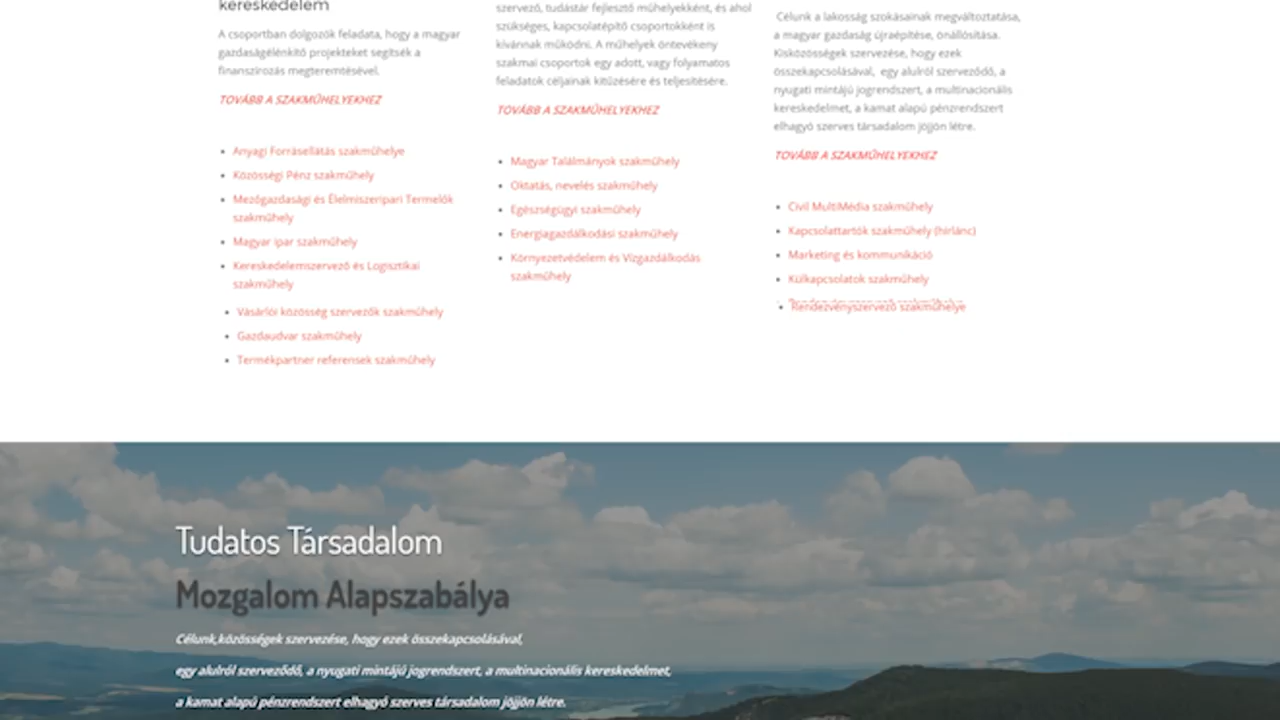 kereskedelem
A csoportban dolgozók feladata, hogy a magyar
gazdaságélénkítő projekteket segítsék a
finanszírozás megteremtésével.
TOVÁBB A SZAKMŰHELYEKHEZ
Anyagi Forrásellátás szakműhelye
Közösségi Pénz szakműhely
Mezőgazdasági és Élelmiszeripari Termelők
szakműhely
Magyar ipar szakműhely
Kereskedelemszervező és Logisztikai
szakműhely
Vásárlói közösség szervezők szakműhely
Gazdaudvar szakműhely
Termékpartner referensek szakműhely
szervező, tudástár fejlesztő műhelyekként, és ahol
szükséges, kapcsolatépítő csoportokként is
kívánnak működni. A műhelyek öntevékeny
szakmai csoportok egy adott, vagy folyamatos
feladatok céljainak kitűzésére és teljesítésére.
TOVÁBB A SZAKMŰHELYEKHEZ
Magyar Találmányok szakműhely
Oktatás, nevelés szakműhely
Egészségügyi szakműhely
Energiagazdálkodási szakműhely
Környezetvédelem és Vízgazdálkodás
szakműhely
Célunk a lakosság szokásainak megváltoztatása,
a magyar gazdaság újraépítése, önállósítása.
Kisközösségek szervezése, hogy ezek
összekapcsolásával, egy alulról szerveződő, a
nyugati mintájú jogrendszert, a multinacionális
kereskedelmet, a kamat alapú pénzrendszert
elhagyó szerves társadalom jöjjön létre.
TOVÁBB A SZAKMŰHELYEKHEZ
Civil MultiMédia szakműhely
Kapcsolattartók szakműhely (hírlánc)
Marketing és kommunikáció
Külkapcsolatok szakműhely
Rendezvényszervező szakműhelye
Tudatos Társadalom
Mozgalom Alapszabálya
Célunk,közösségek szervezése, hogy ezek összekapcsolásával,
egy alulról szerveződő, a nyugati mintájú jogrendszert, a multinacionális kereskedelmet,
a kamat alapú pénzrendszert elhagyó szerves társadalom jöjjön létre.